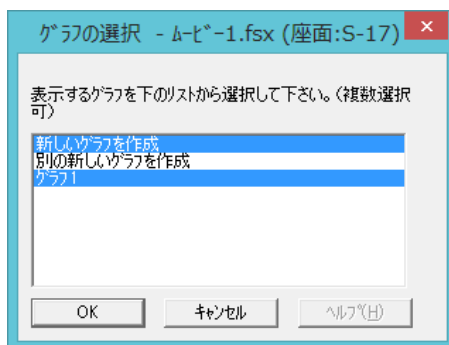 ｸﾞﾗﾌの選択 - ﾑｰﾋﾞｰ1.fsx (座面:S-17)
表示するｸﾞﾗﾌを下のﾘｽﾄから選択して下さい。(複数選択
可)
新しいｸﾞﾗﾌを作成
別の新しいｸﾞﾗﾌを作成
ｸﾞﾗﾌ1
OK ｷｬﾝｾﾙ ﾍﾙﾌﾟ(H)